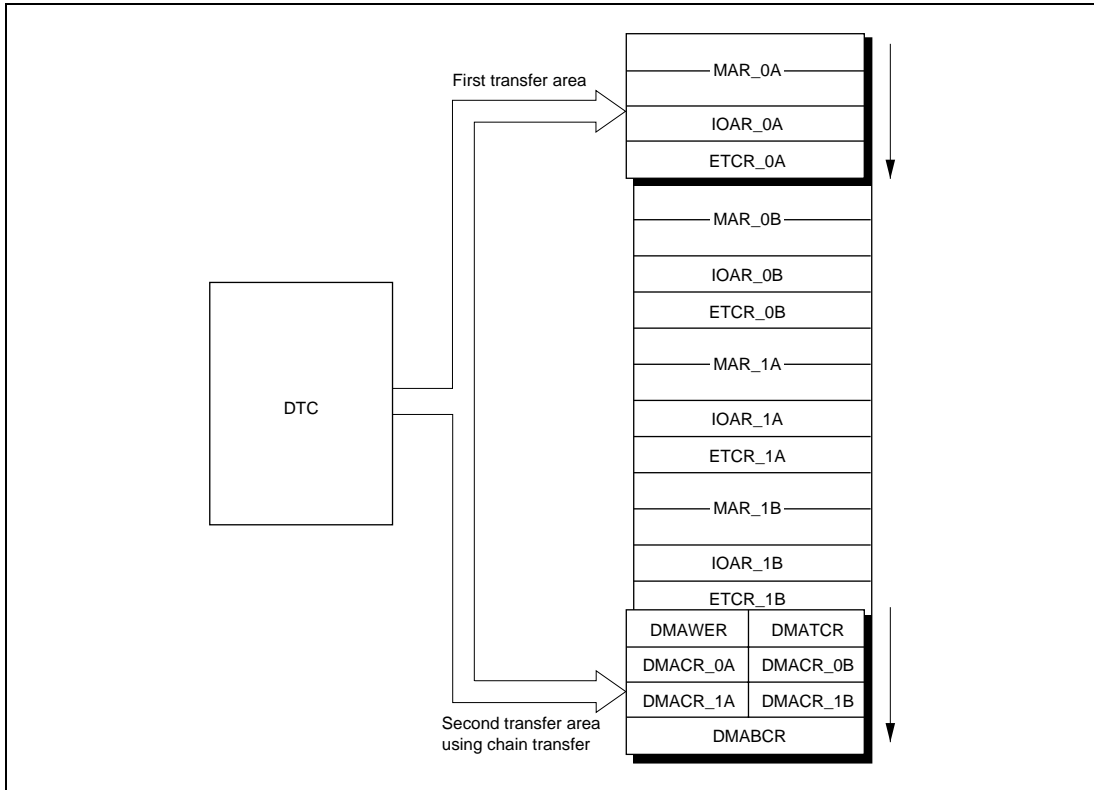 First transfer area
MAR_0A
IOAR_0A
ETCR_0A
MAR_0B
IOAR_0B
ETCR_0B
DTC
MAR_1A
IOAR_1A
ETCR_1A
MAR_1B
IOAR_1B
ETCR_1B
DMAWER DMATCR
DMACR_0A DMACR_0B
DMACR_1A DMACR_1B
DMABCR
Second transfer area
using chain transfer